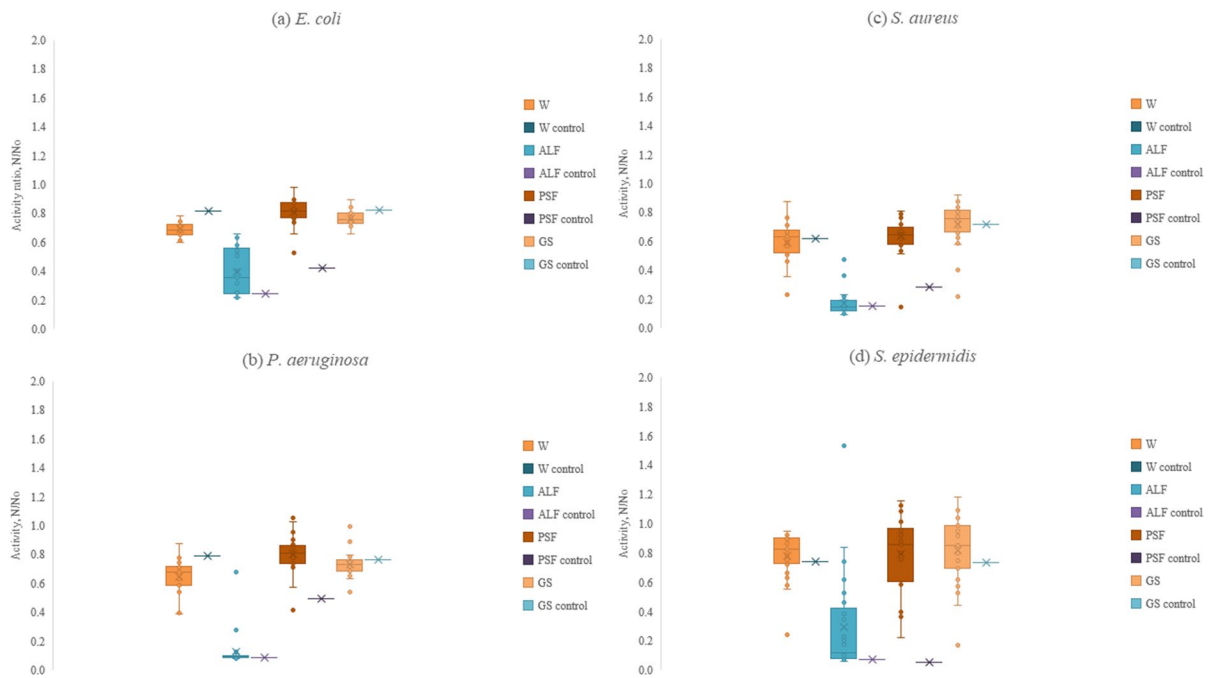 (a) E. coli
2.0
1.8
1.6
1.4
1.2
1.0
0.8
0.6
0.4
0.2
0.0
Activity ratio, N/No
W
W control
ALF
ALF control
PSF
PSF control
GS
GS control
(c) S. aureus
2.0
1.8
1.6
1.4
1.2
1.0
0.8
0.6
0.4
0.2
0.0
Activity, N/No
W
W control
ALF
ALF control
PSF
PSF control
GS
GS control
(b) P. aeruginosa
2.0
1.8
1.6
1.4
1.2
1.0
0.8
0.6
0.4
0.2
0.0
Activity, N/No
W
W control
ALF
ALF control
PSF
PSF control
GS
GS control
(d) S. epidermidis
2.0
1.8
1.6
1.4
1.2
1.0
0.8
0.6
0.4
0.2
0.0
Activity, N/No
W
W control
ALF
ALF control
PSF
PSF control
GS
GS control